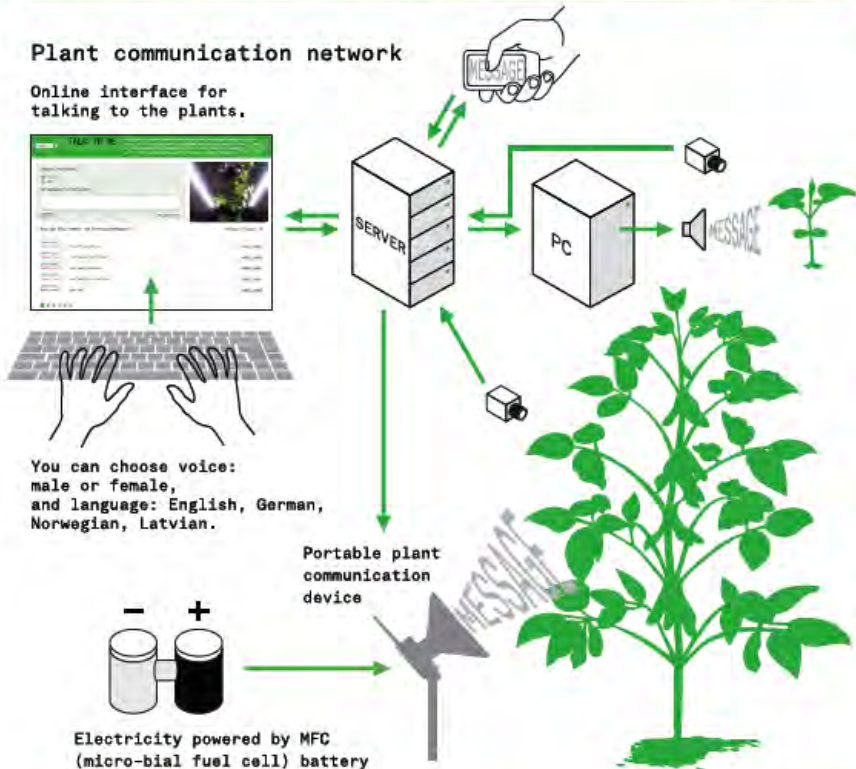 Plant communication network
Online interface for
talking to the plants.
MESSAGE
TALK TO ME
SERVER
PC
MESSAGE
You can choose voice:
male or female,
and language: English, German,
Norwegian, Latvian.
Portable plant
communication
device
MESSAGE
- +
Electricity powered by MFC
(micro-bial fuel cell) battery